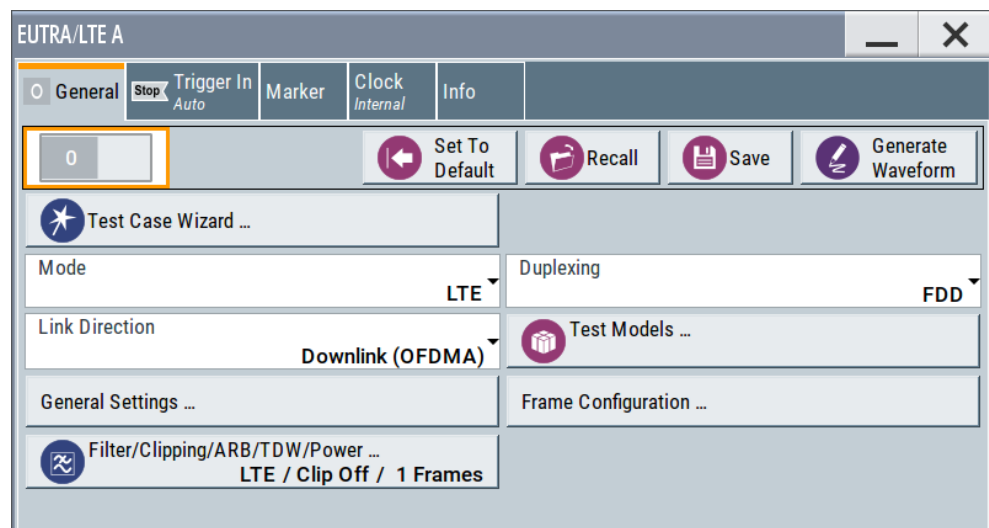 EUTRA/LTE A
0 General
Stop Trigger In
Auto
Marker
Clock
Internal
Info
0
Set To
Default
Recall
Save
Generate
Waveform
Test Case Wizard ...
Mode
LTE
Duplexing
FDD
Link Direction
Downlink (OFDMA)
Test Models ...
General Settings ...
Frame Configuration ...
Filter/Clipping/ARB/TDW/Power ...
LTE / Clip Off / 1 Frames